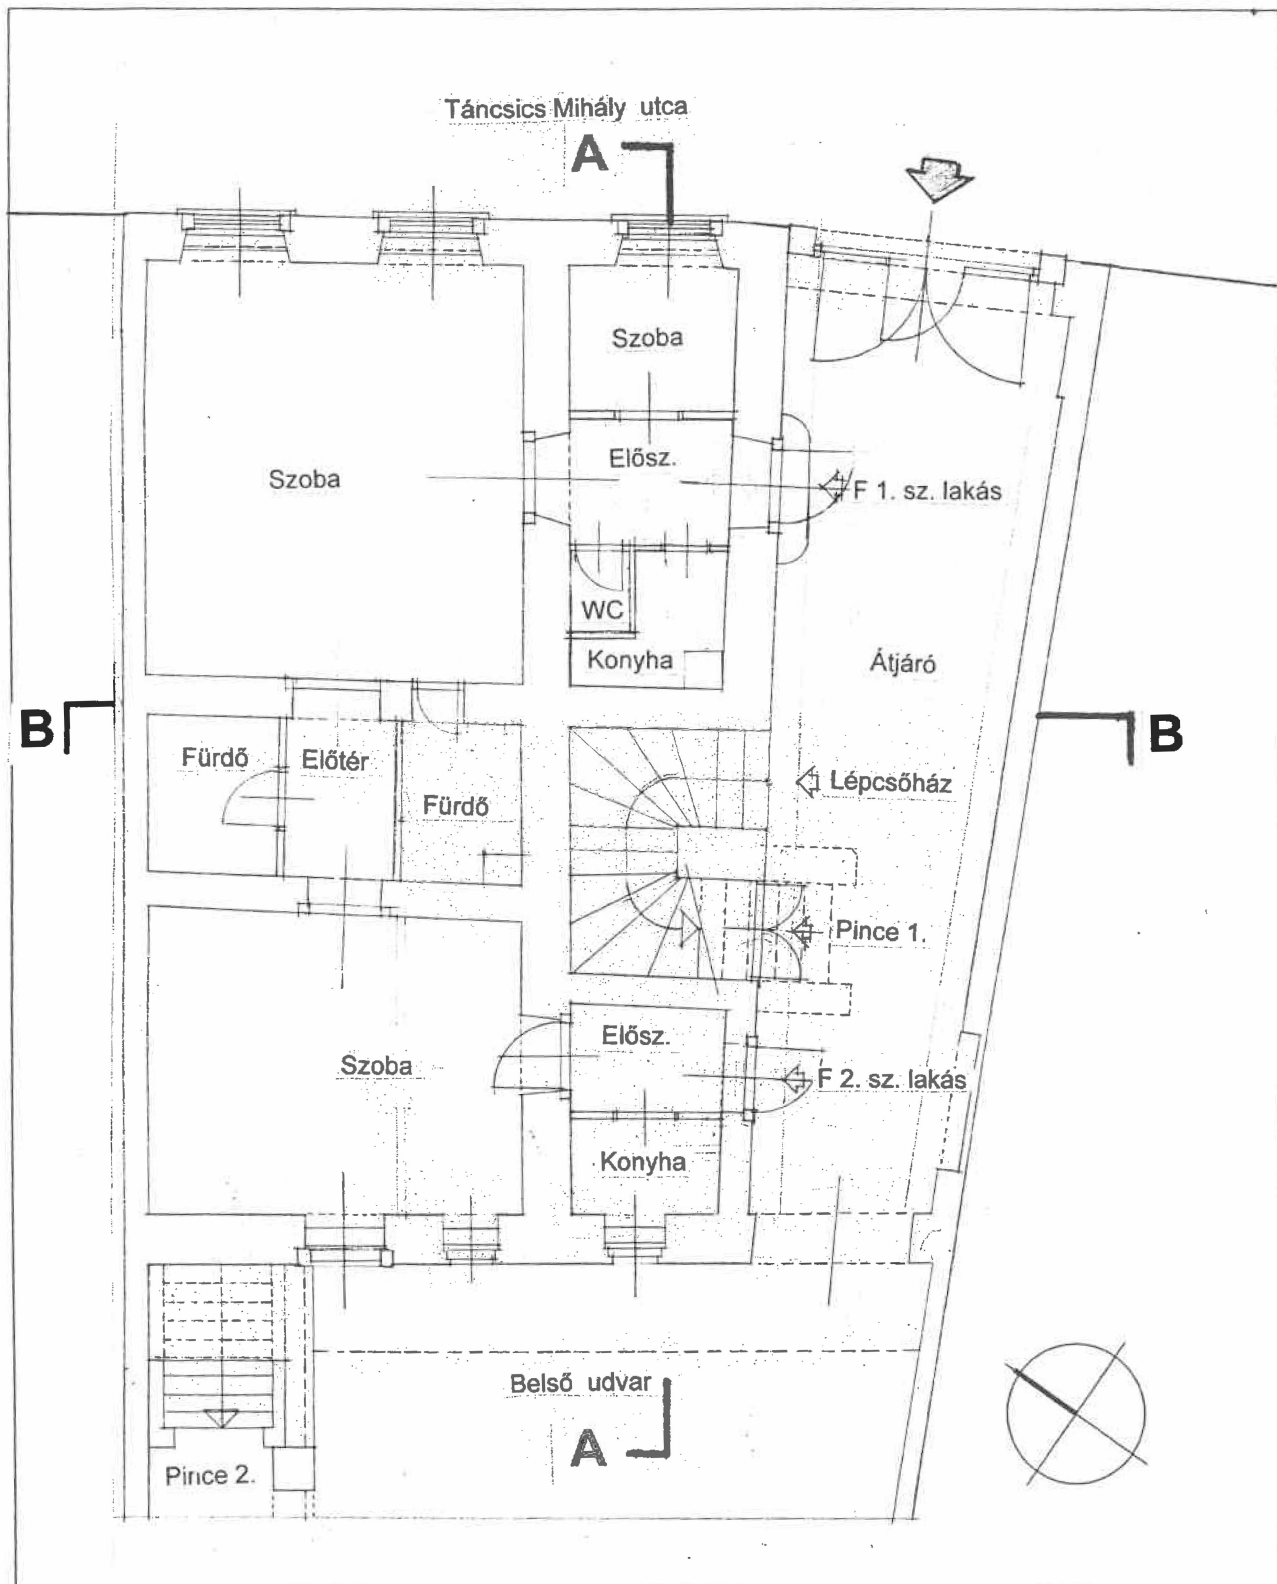 Táncsics Mihály utca
A
Szoba
Elősz.
Szoba
F 1. sz. lakás
WC
Konyha
Átjáró
B
B
Fürdő
Előtér
Fürdő
Lépcsőház
Pince 1.
Elősz.
Szoba
F 2. sz. lakás
Konyha
Belső udvar
A
Pince 2.